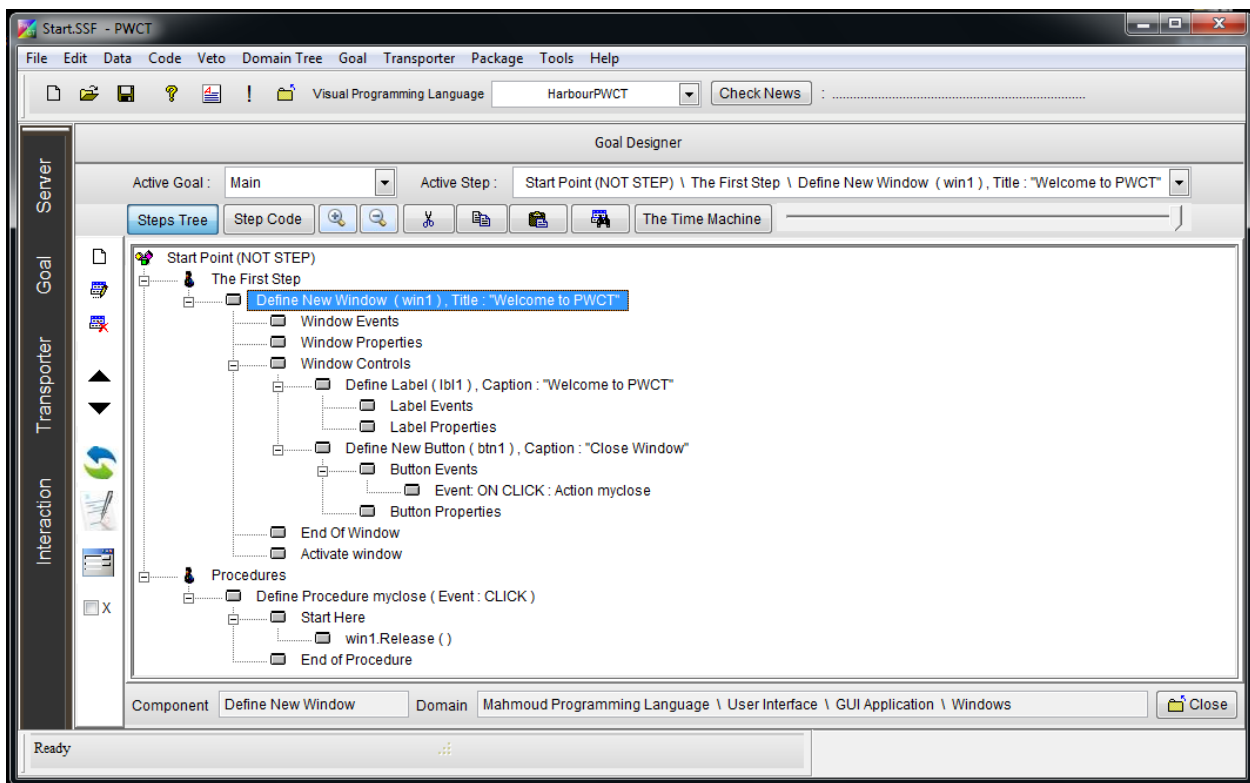 Start.SSF - PWCT
File Edit Data Code Veto Domain Tree Goal Transporter Package Tools Help
Visual Programming Language HarbourPWCT Check News : ................................................................................
Goal Designer
Active Goal : Main Active Step : Start Point (NOT STEP) \ The First Step \ Define New Window ( win1 ) , Title : "Welcome to PWCT"
Steps Tree Step Code The Time Machine
Server
Goal
Transporter
Interaction
X
Start Point (NOT STEP)
The First Step
Define New Window ( win1 ) , Title : "Welcome to PWCT"
Window Events
Window Properties
Window Controls
Define Label ( lbl1 ) , Caption : "Welcome to PWCT"
Label Events
Label Properties
Define New Button ( btn1 ) , Caption : "Close Window"
Button Events
Event: ON CLICK : Action myclose
Button Properties
End Of Window
Activate window
Procedures
Define Procedure myclose ( Event : CLICK )
Start Here
win1.Release ( )
End of Procedure
Component Define New Window Domain Mahmoud Programming Language \ User Interface \ GUI Application \ Windows Close
Ready